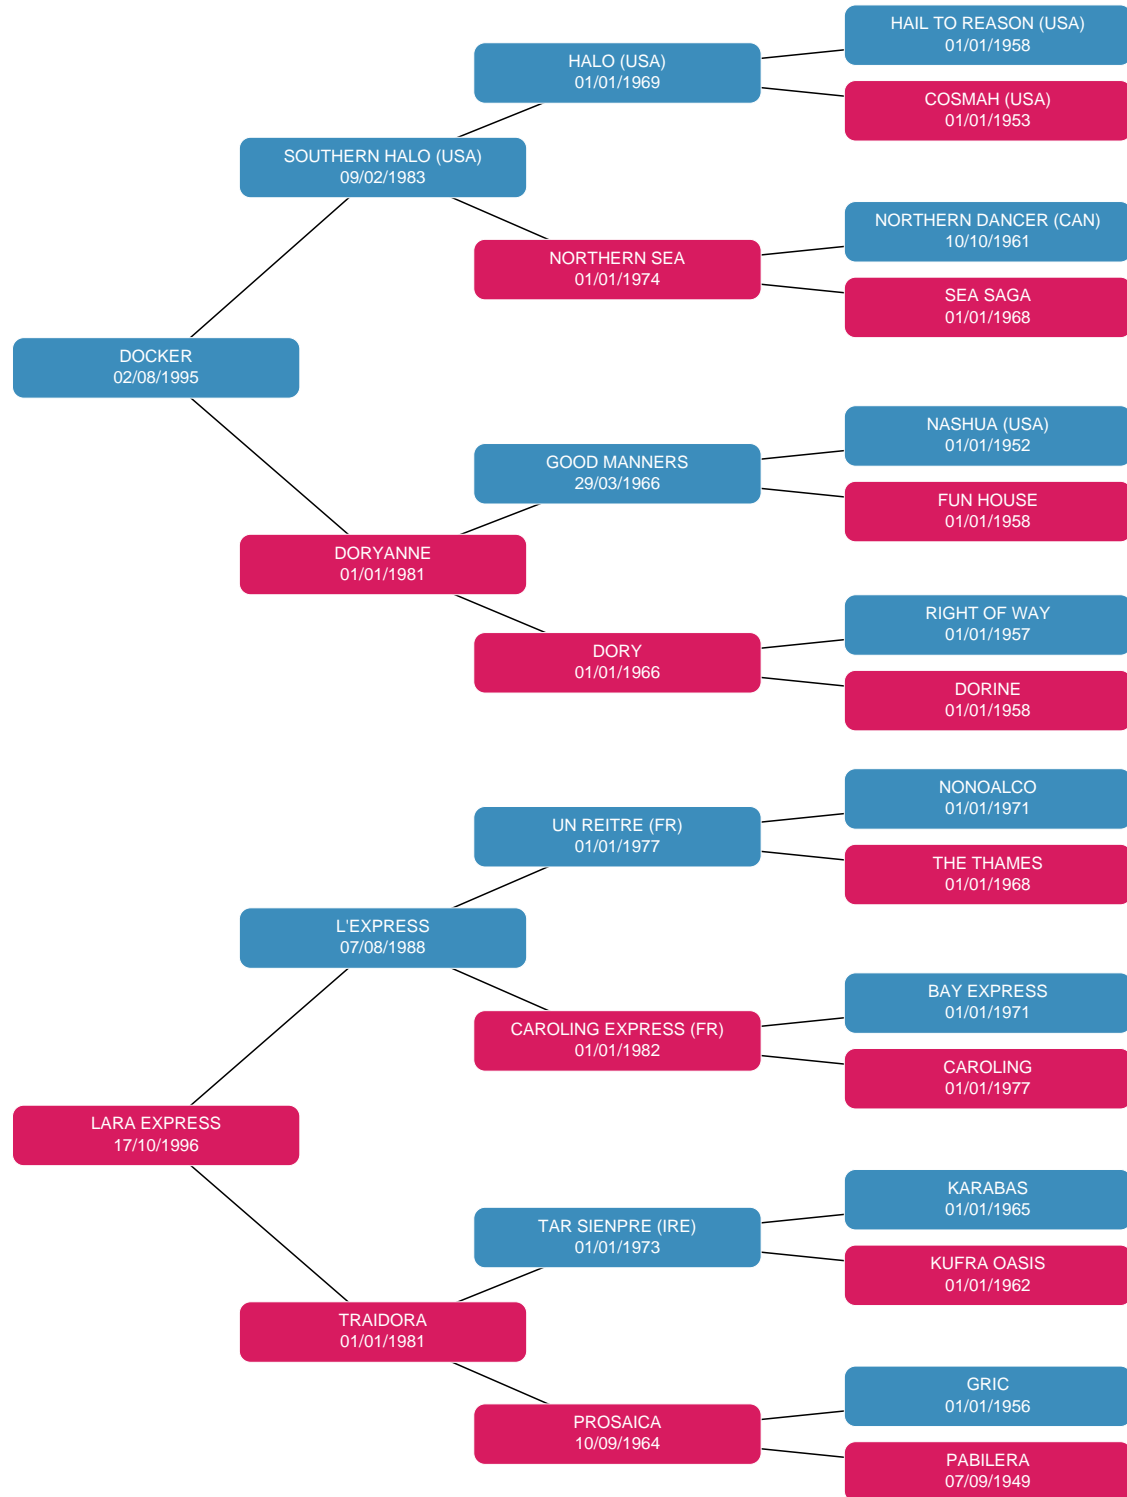 HAIL TO REASON (USA)
01/01/1958
HALO (USA)
01/01/1969
COSMAH (USA)
01/01/1953
SOUTHERN HALO (USA)
09/02/1983
NORTHERN DANCER (CAN)
10/10/1961
NORTHERN SEA
01/01/1974
SEA SAGA
01/01/1968
DOCKER
02/08/1995
NASHUA (USA)
01/01/1952
GOOD MANNERS
29/03/1966
FUN HOUSE
01/01/1958
DORYANNE
01/01/1981
RIGHT OF WAY
01/01/1957
DORY
01/01/1966
DORINE
01/01/1958
NONOALCO
01/01/1971
UN REITRE (FR)
01/01/1977
THE THAMES
01/01/1968
L'EXPRESS
07/08/1988
BAY EXPRESS
01/01/1971
CAROLING EXPRESS (FR)
01/01/1982
CAROLING
01/01/1977
LARA EXPRESS
17/10/1996
KARABAS
01/01/1965
TAR SIENPRE (IRE)
01/01/1973
KUFRA OASIS
01/01/1962
TRAIDORA
01/01/1981
GRIC
01/01/1956
PROSAICA
10/09/1964
PABILERA
07/09/1949